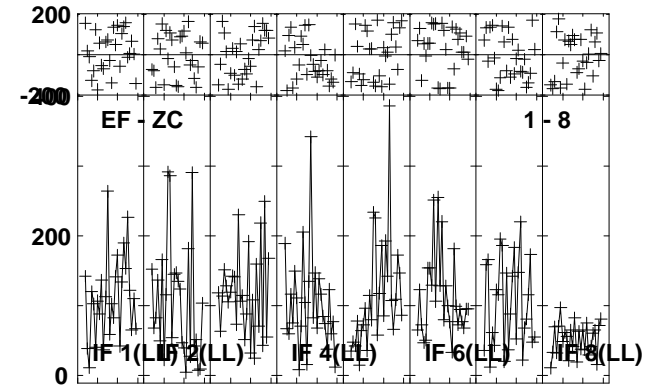 200
-200
400
EF - ZC
1 - 8
200
IF 1(LL)
IF 2(LL)
IF 4(LL)
IF 6(LL)
IF 8(LL)
0